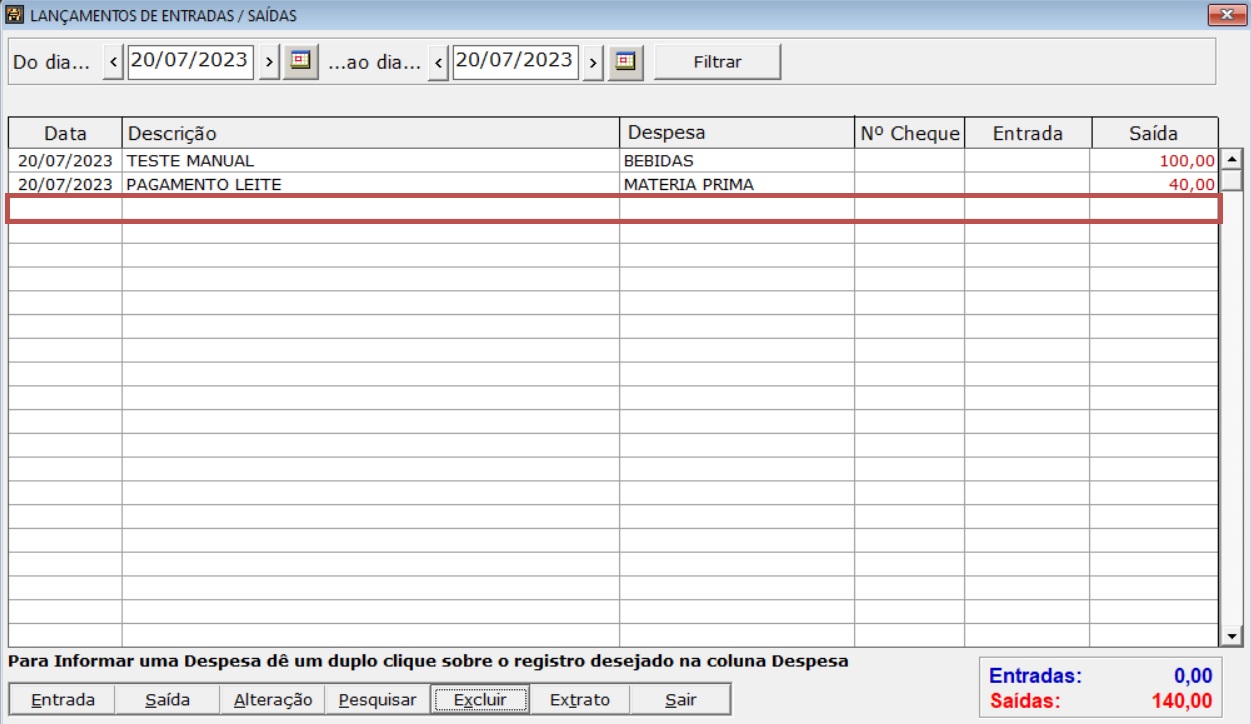 LANÇAMENTOS DE ENTRADAS / SAÍDAS
Do dia... < 20/07/2023 > ...ao dia... < 20/07/2023 > Filtrar
Data Descrição Despesa Nº Cheque Entrada Saída
20/07/2023 TESTE MANUAL BEBIDAS 100,00
20/07/2023 PAGAMENTO LEITE MATERIA PRIMA 40,00
Para Informar uma Despesa dê um duplo clique sobre o registro desejado na coluna Despesa
Entradas: 0,00
Saídas: 140,00
Entrada Saída Alteração Pesquisar Excluir Extrato Sair